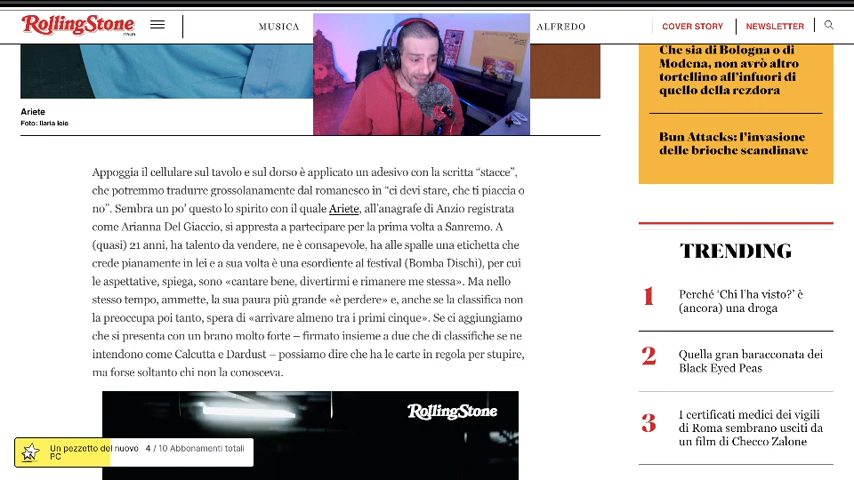 RollingStone
ITALIA
MUSICA
ALFREDO
COVER STORY
NEWSLETTER
Ariete
Appoggia il cellulare sul tavolo e sul dorso è applicato un adesivo con la scritta “stacce”,
che potremmo tradurre grossolanamente dal romanesco in “ci devi stare, che ti piaccia o
no”. Sembra un po’ questo lo spirito con il quale Ariete, all’anagrafe di Anzio registrata
come Arianna Del Giaccio, si appresta a partecipare per la prima volta a Sanremo. A
(quasi) 21 anni, ha talento da vendere, ne è consapevole, ha alle spalle una etichetta che
crede pianamente in lei e a sua volta è una esordiente al festival (Bomba Dischi), per cui
le aspettative, spiega, sono «cantare bene, divertirmi e rimanere me stessa». Ma nello
stesso tempo, ammette, la sua paura più grande «è perdere» e, anche se la classifica non
la preoccupa poi tanto, spera di «arrivare almeno tra i primi cinque». Se ci aggiungiamo
che si presenta con un brano molto forte – firmato insieme a due che di classifiche se ne
intendono come Calcutta e Dardust – possiamo dire che ha le carte in regola per stupire,
ma forse soltanto chi non la conosceva.
RollingStone
Un pezzetto del nuovo PC
4 / 10 Abbonamenti totali
Che sia di Bologna o di
Modena, non avrò altro
tortellino all’infuori di
quello della rezdora
Bun Attacks: l’invasione
delle brioche scandinave
TRENDING
1
Perché ‘Chi l’ha visto?’ è
(ancora) una droga
2
Quella gran baracconata dei
Black Eyed Peas
3
I certificati medici dei vigili
di Roma sembrano usciti da
un film di Checco Zalone